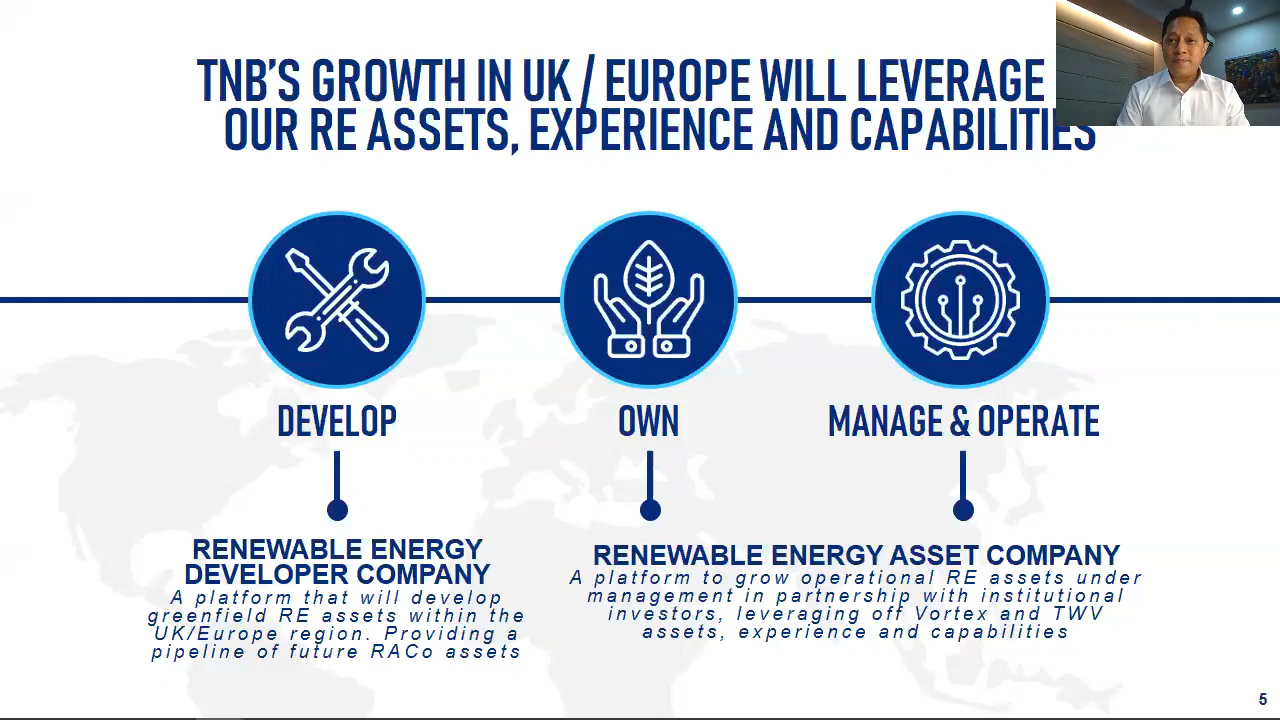 TNB'S GROWTH IN UK / EUROPE WILL LEVERAGE
OUR RE ASSETS, EXPERIENCE AND CAPABILITIES
DEVELOP
OWN
MANAGE & OPERATE
RENEWABLE ENERGY
DEVELOPER COMPANY
A platform that will develop
greenfield RE assets within the
UK/Europe region. Providing a
pipeline of future RACo assets
RENEWABLE ENERGY ASSET COMPANY
A platform to grow operational RE assets under
management in partnership with institutional
investors, leveraging off Vortex and TWV
assets, experience and capabilities
5